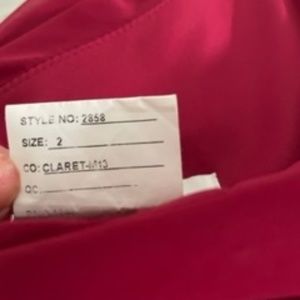 STYLE NO: 2858
SIZE: 2
CO: CLARET-M13
QC: